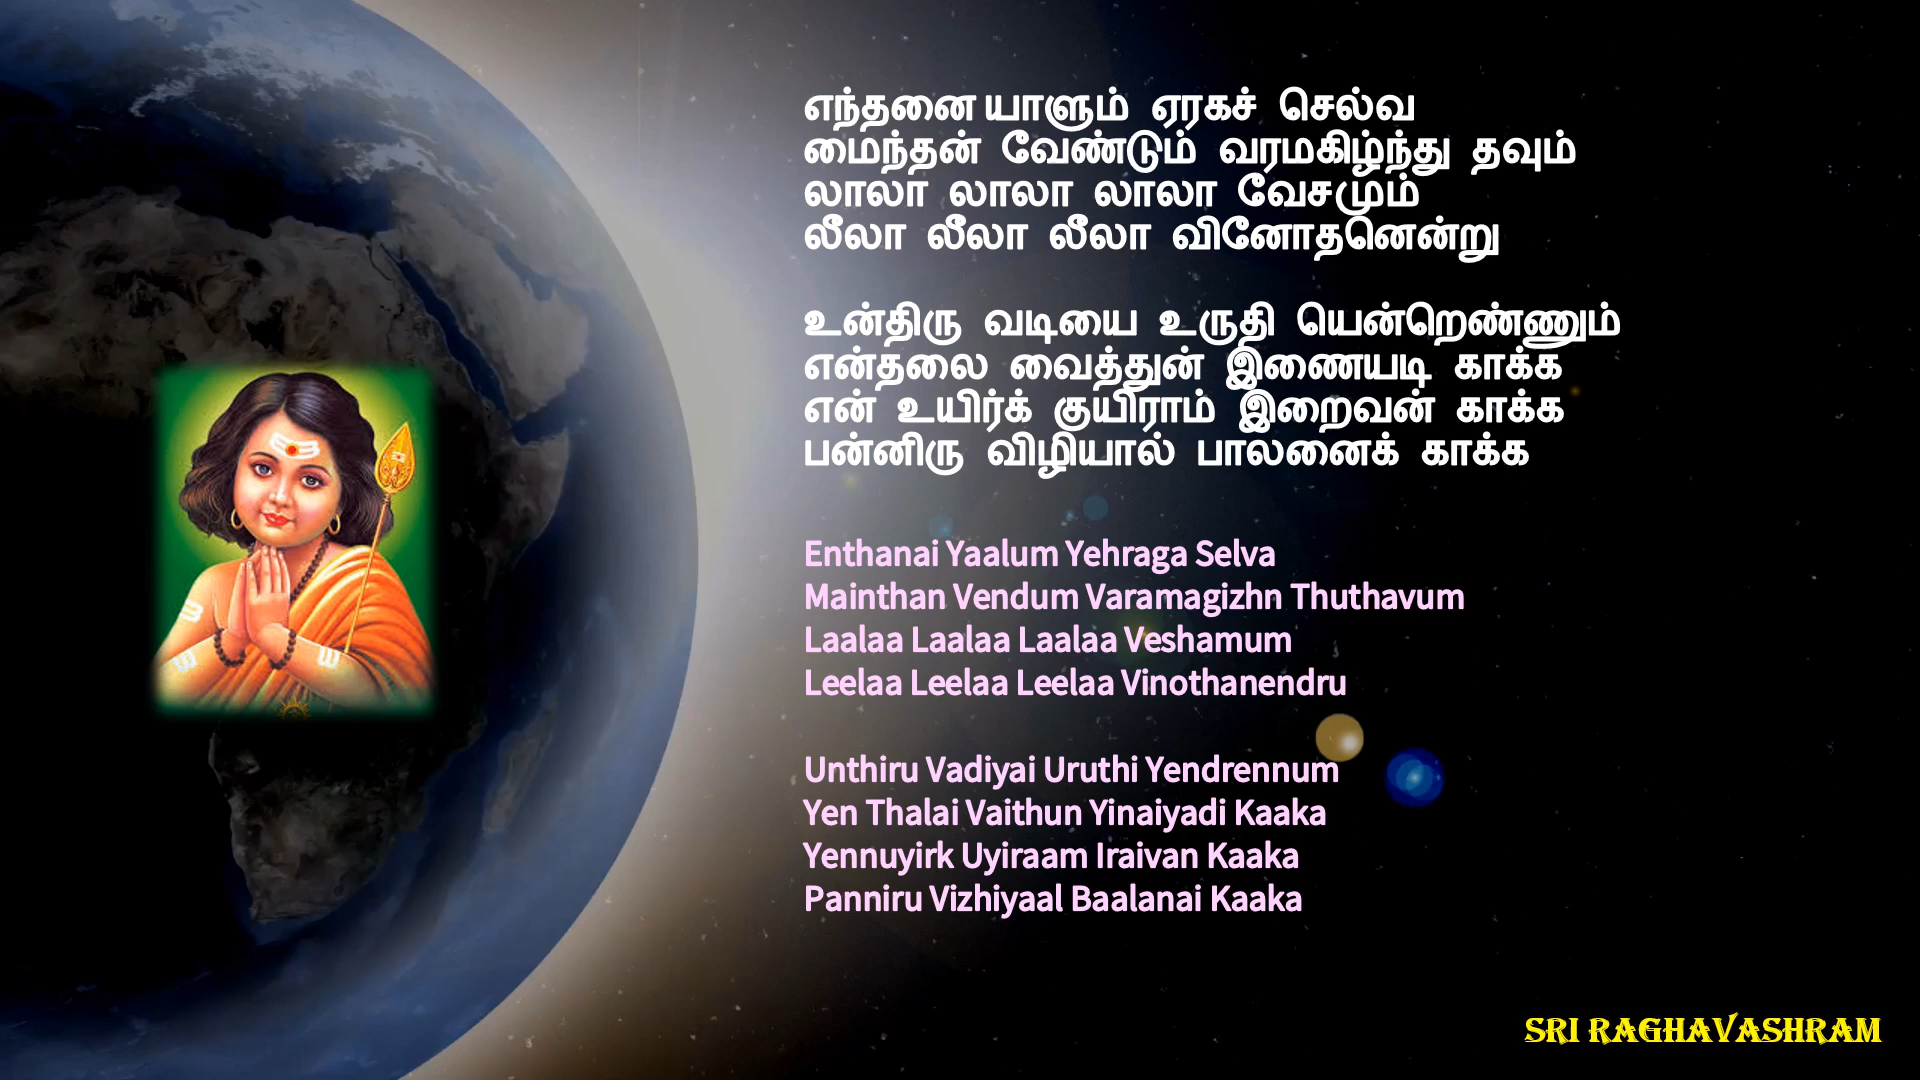 எந்தனை யாளும் ஏரகச் செல்வ
மைந்தன் வேண்டும் வரமகிழ்ந்து தவும்
லாலா லாலா லாலா வேசமும்
லீலா லீலா லீலா வினோதனென்று
உன்திரு வடியை உருதி யென்றெண்ணும்
என்தலை வைத்துன் இணையடி காக்க
என் உயிர்க் குயிராம் இறைவன் காக்க
பன்னிரு விழியால் பாலனைக் காக்க
Enthanai Yaalum Yehraga Selva
Mainthan Vendum Varamagizhn Thuthavum
Laalaa Laalaa Laalaa Veshamum
Leelaa Leelaa Leelaa Vinothanendru
Unthiru Vadiyai Uruthi Yendrennum
Yen Thalai Vaithun Yinaiyadi Kaaka
Yennuyirk Uyiraam Iraivan Kaaka
Panniru Vizhiyaal Baalanai Kaaka
SRI RAGHAVASHRAM